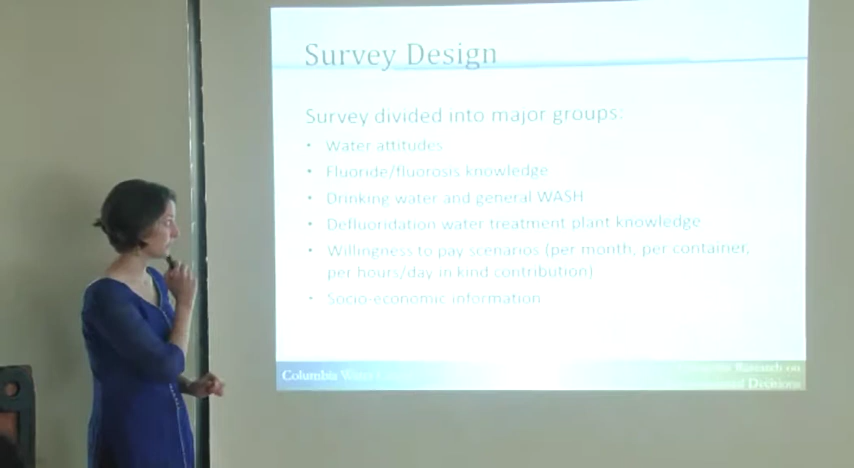 Survey Design
Survey divided into major groups:
• Water attitudes
• Fluoride/fluorosis knowledge
• Drinking water and general WASH
• Defluoridation water treatment plant knowledge
• Willingness to pay scenarios (per month, per container,
per hours/day in kind contribution)
• Socio-economic information
Columbia
Research on
Decisions